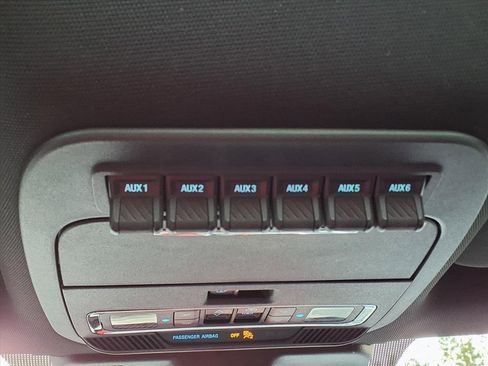 AUX1 AUX2 AUX3 AUX4 AUX5 AUX6
PASSENGER AIRBAG OFF